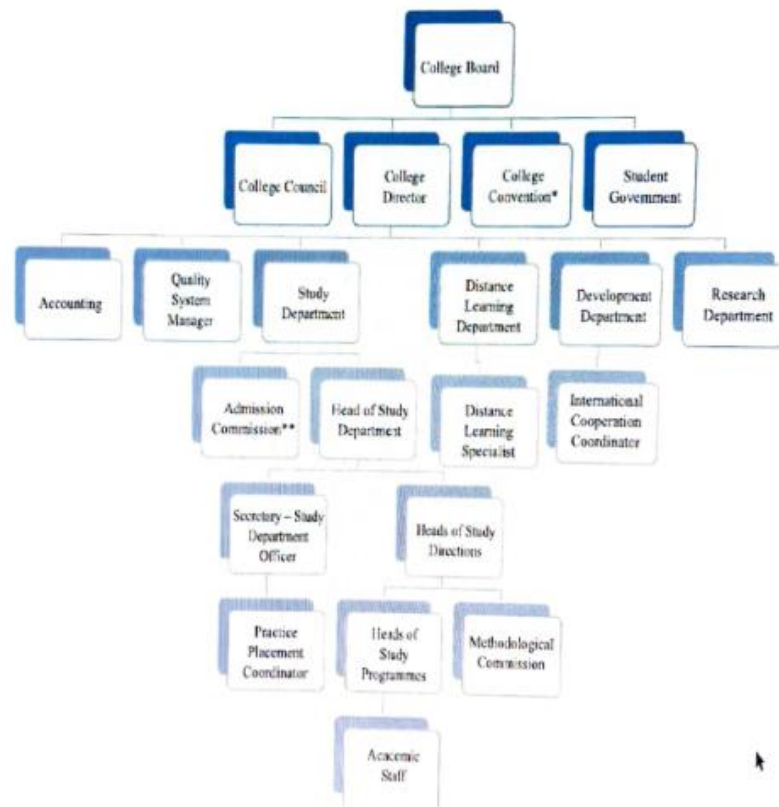 College Board
College Council
College
Director
College
Convention*
Student
Government
Accounting
Quality
System
Manager
Study
Department
Distance
Learning
Department
Development
Department
Research
Department
Admission
Commission**
Head of Study
Department
Distance
Learning
Specialist
International
Cooperation
Coordinator
Secretary – Study
Department
Officer
Heads of Study
Directions
Practice
Placement
Coordinator
Heads of
Study
Programmes
Methodological
Commission
Academic
Staff